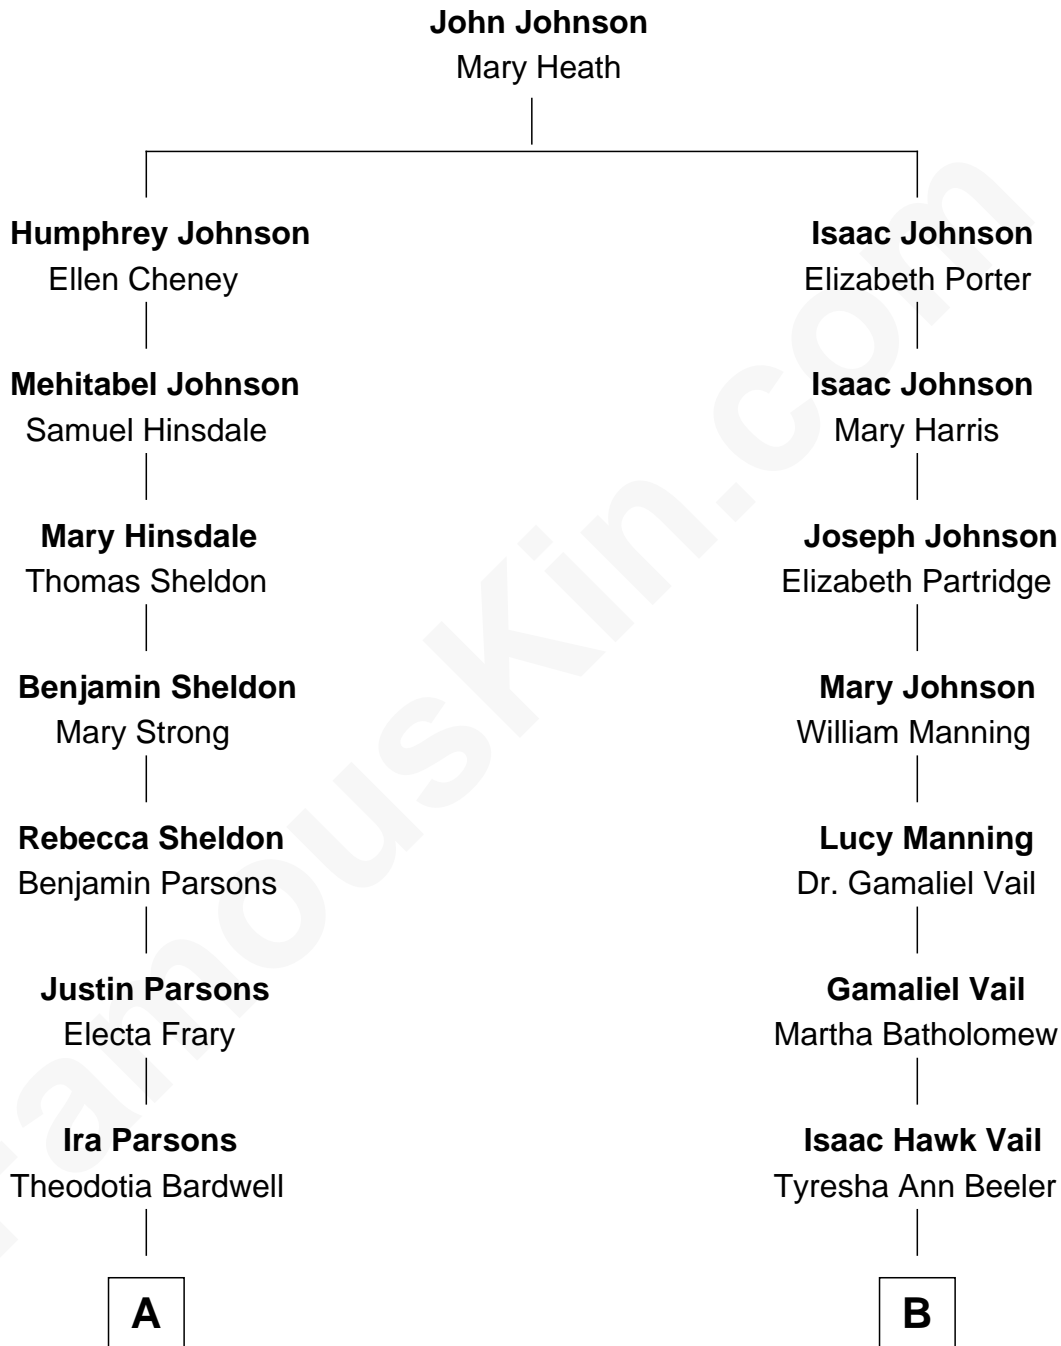 John Johnson
Mary Heath
Humphrey Johnson
Ellen Cheney
Isaac Johnson
Elizabeth Porter
Mehitabel Johnson
Samuel Hinsdale
Isaac Johnson
Mary Harris
Mary Hinsdale
Thomas Sheldon
Joseph Johnson
Elizabeth Partridge
Benjamin Sheldon
Mary Strong
Mary Johnson
William Manning
Rebecca Sheldon
Benjamin Parsons
Lucy Manning
Dr. Gamaliel Vail
Justin Parsons
Electa Frary
Gamaliel Vail
Martha Batholomew
Ira Parsons
Theodotia Bardwell
Isaac Hawk Vail
Tyresha Ann Beeler
A
B
FamousKin.com